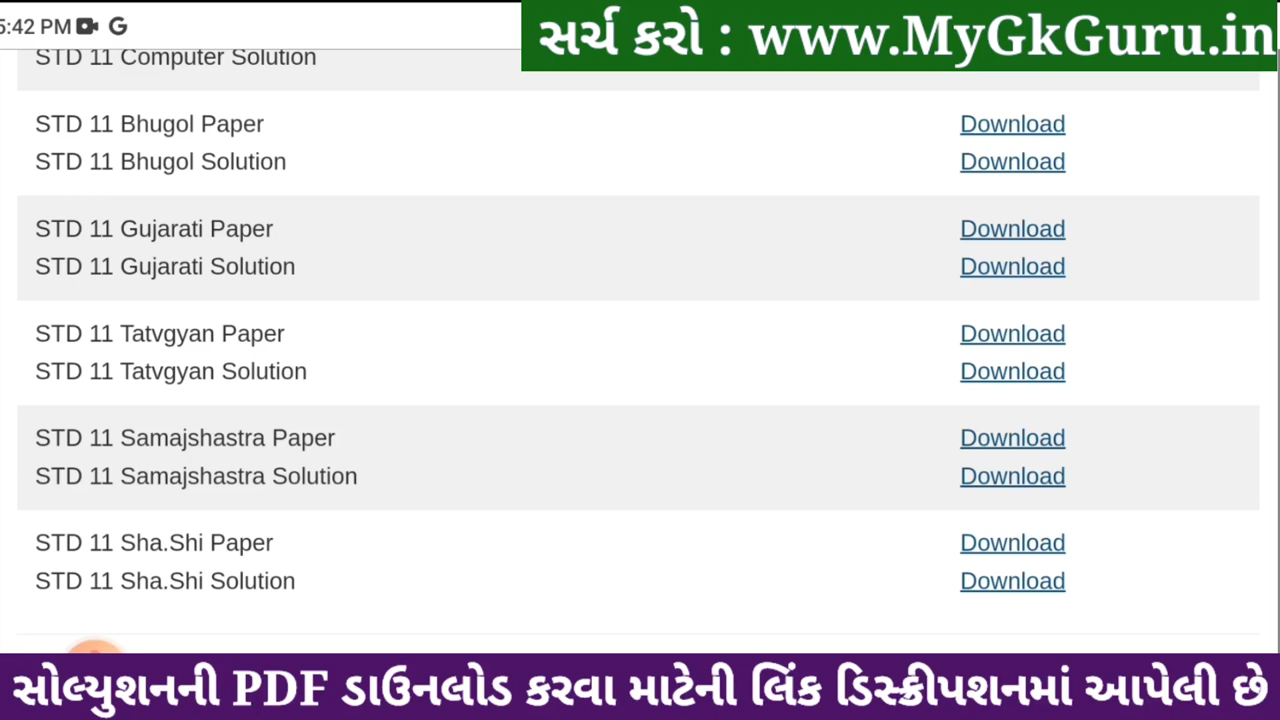 5:42 PM G
સર્ચ કરો : www.MyGkGuru.in
STD 11 Computer Solution
STD 11 Bhugol Paper Download
STD 11 Bhugol Solution Download
STD 11 Gujarati Paper Download
STD 11 Gujarati Solution Download
STD 11 Tatvgyan Paper Download
STD 11 Tatvgyan Solution Download
STD 11 Samajshastra Paper Download
STD 11 Samajshastra Solution Download
STD 11 Sha.Shi Paper Download
STD 11 Sha.Shi Solution Download
સોલ્યુશનની PDF ડાઉનલોડ કરવા માટેની લિંક ડિસ્ક્રીપશનમાં આપેલી છે